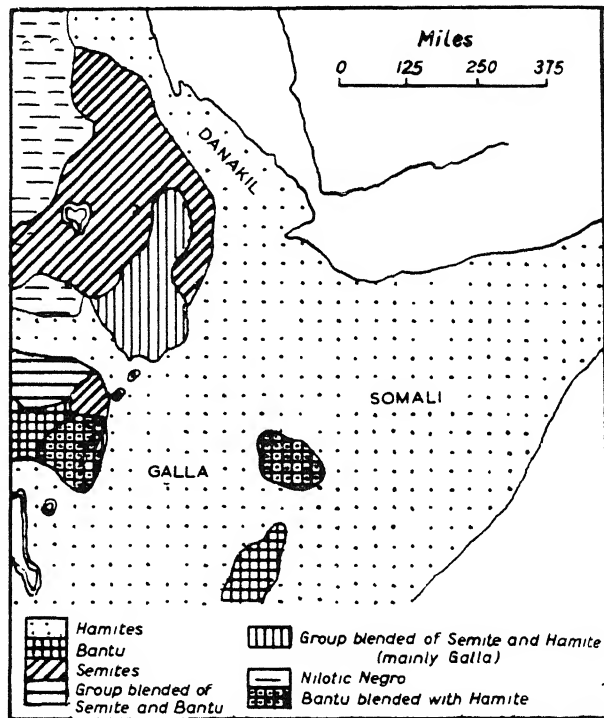 Miles
0 125 250 375
DANAKIL
SOMALI
GALLA
Hamites
Bantu
Semites
Group blended of
Semite and Bantu
Group blended of Semite and Hamite
(mainly Galla)
Nilotic Negro
Bantu blended with Hamite